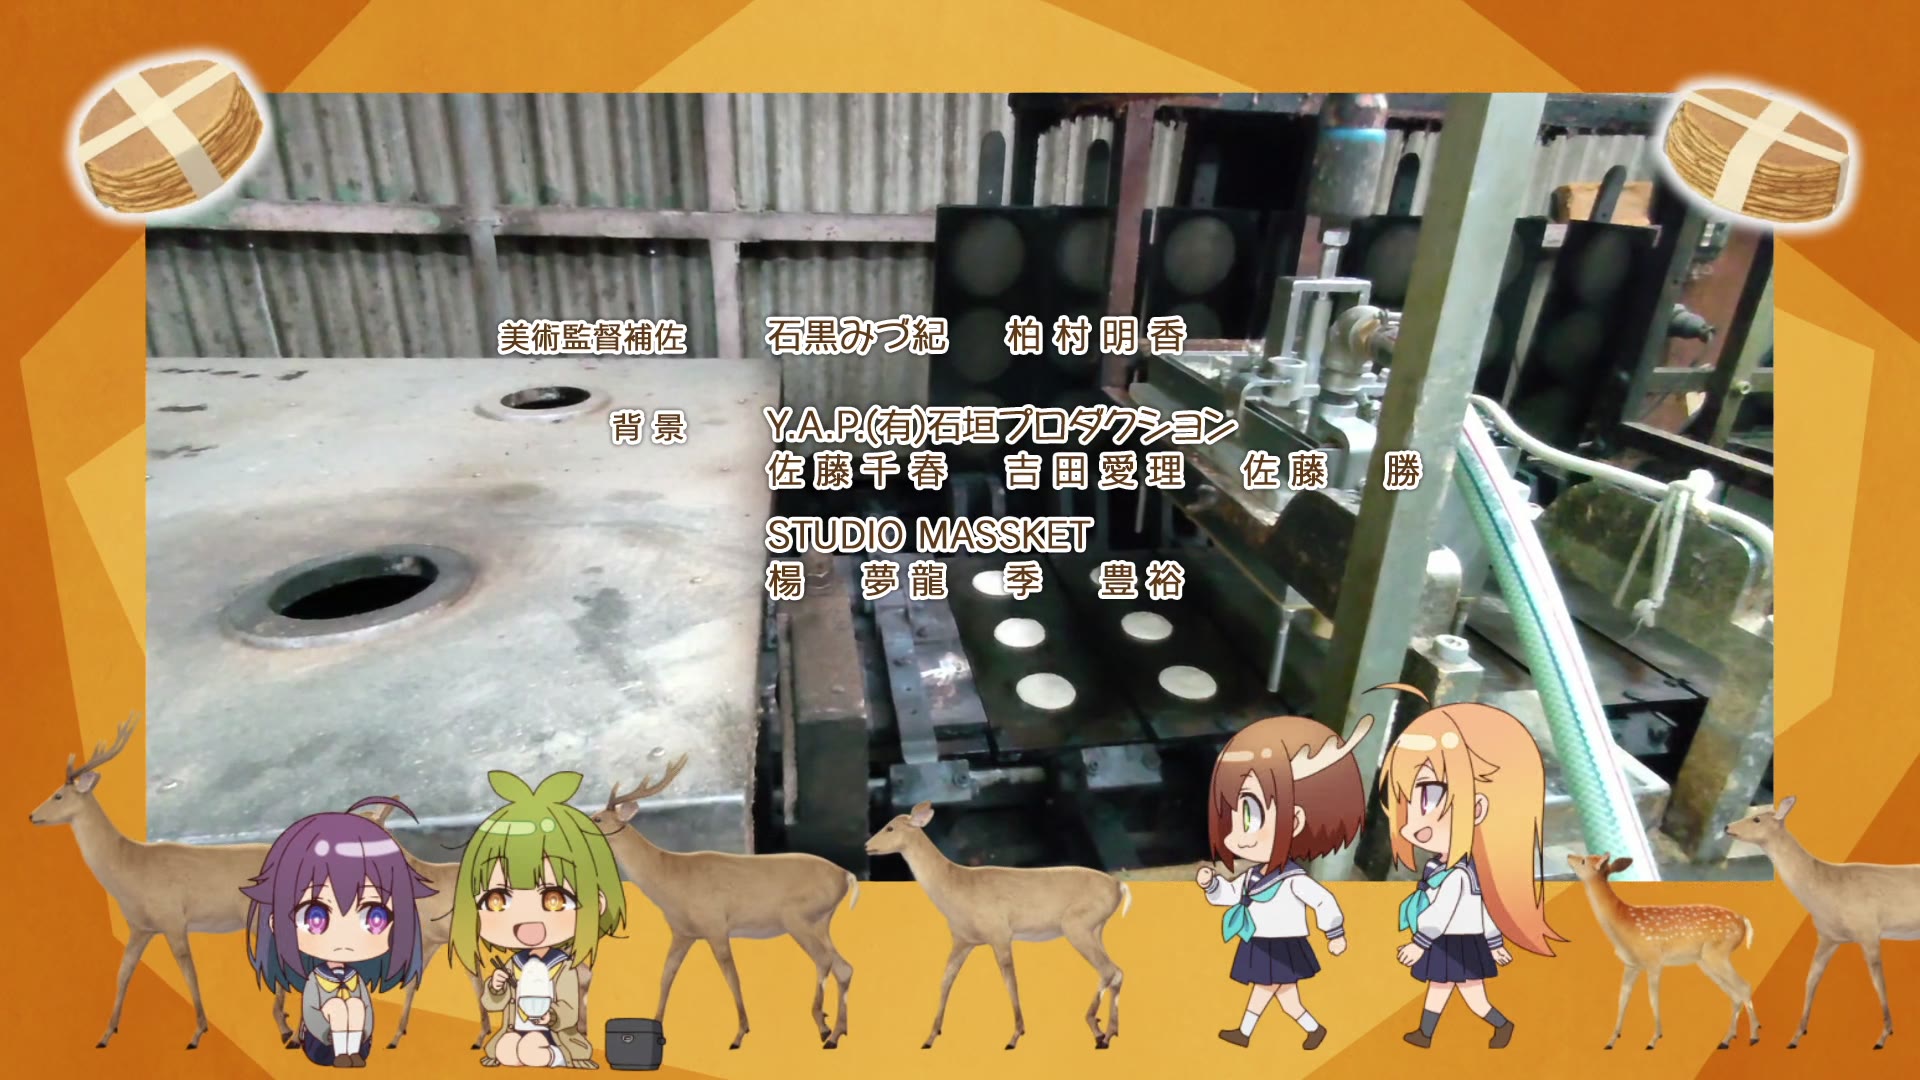 美術監督補佐 石黒みづ紀 柏村明香
背景 Y.A.P.(有)石垣プロダクション
佐藤千春 吉田愛理 佐藤 勝
STUDIO MASSKET
楊 夢龍 季 豊裕